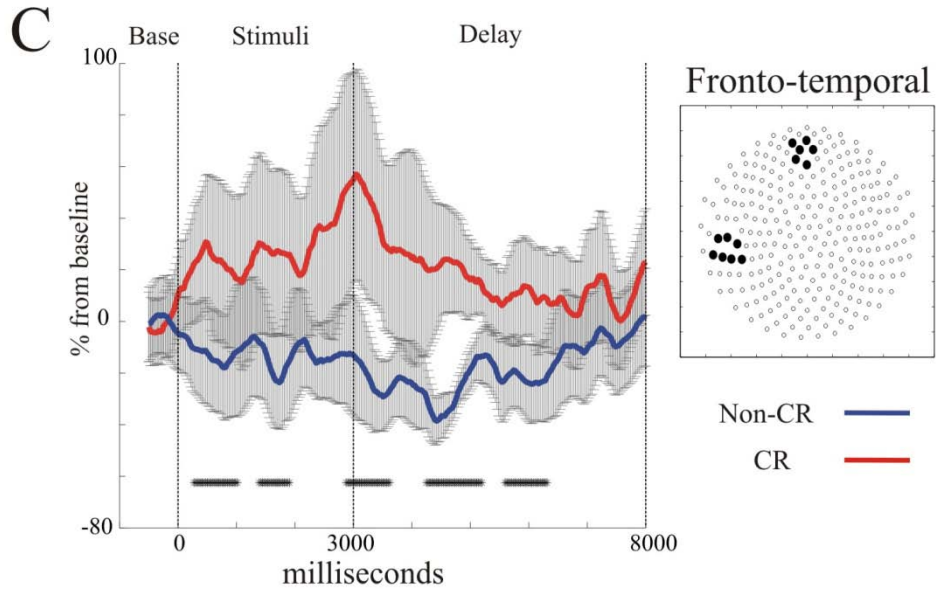 C
Base Stimuli Delay
100
0
-80
% from baseline
0 3000 8000
milliseconds
Fronto-temporal
Non-CR
CR